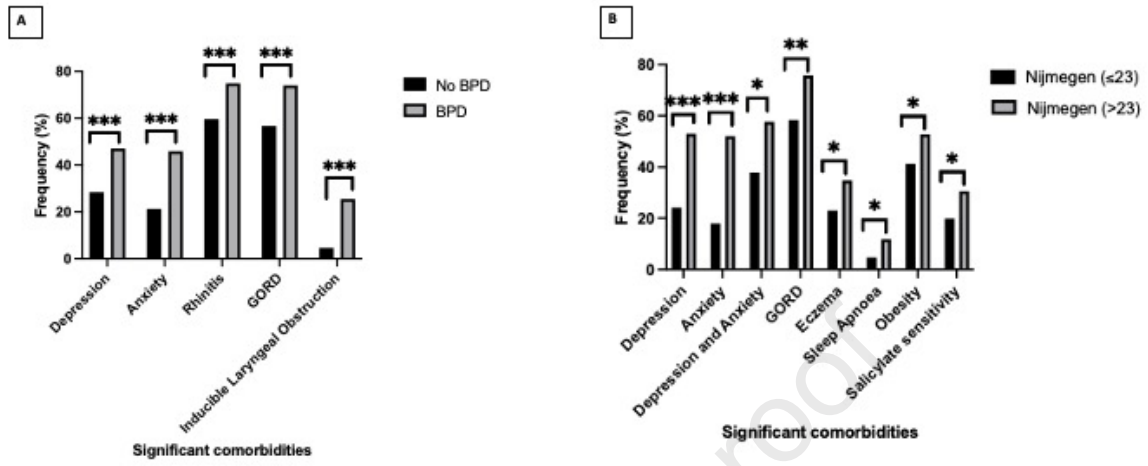 A
***
***
***
***
***
80
60
40
20
0
Frequency (%)
No BPD
BPD
Depression
Anxiety
Rhinitis
GORD
Inducible Laryngeal Obstruction
Significant comorbidities
B
***
***
*
**
*
*
*
*
80
60
40
20
0
Frequency (%)
Nijmegen (≤23)
Nijmegen (>23)
Depression
Anxiety
Depression and Anxiety
GORD
Eczema
Sleep Apnoea
Obesity
Salicylate sensitivity
Significant comorbidities
roof